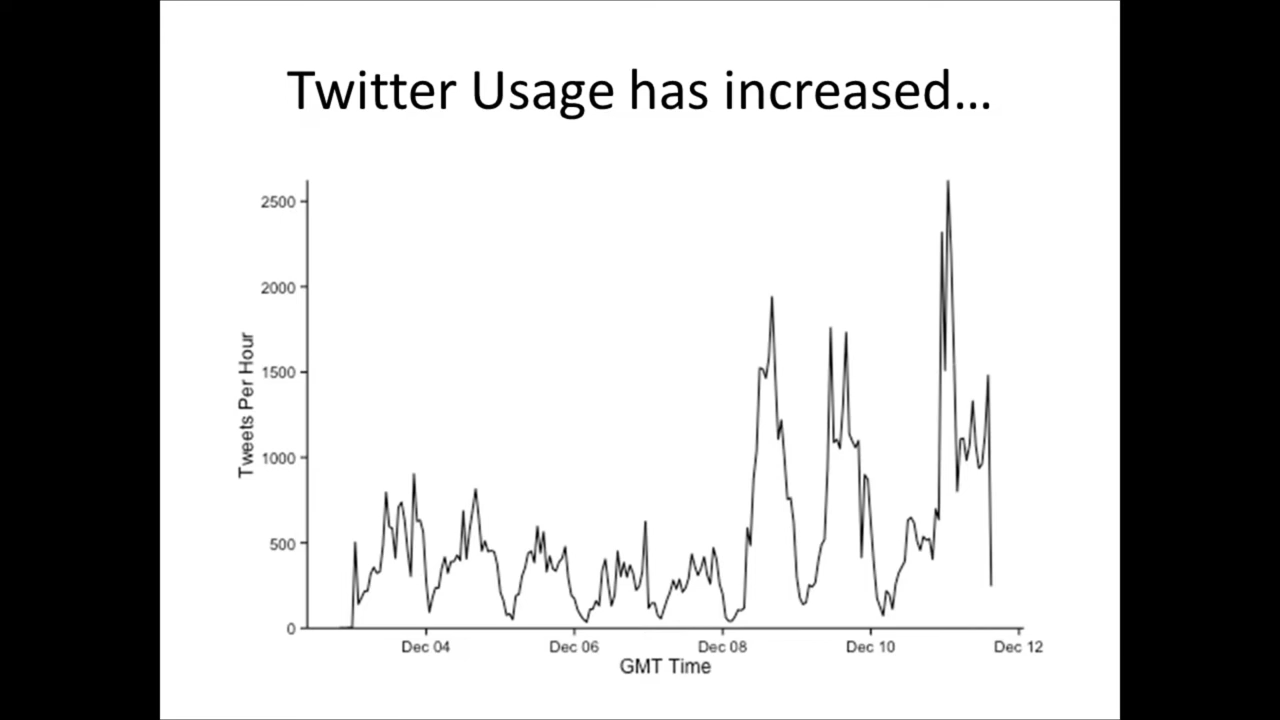 Twitter Usage has increased...
2500
2000
1500
1000
500
0
Tweets Per Hour
Dec 04
Dec 06
Dec 08
Dec 10
Dec 12
GMT Time